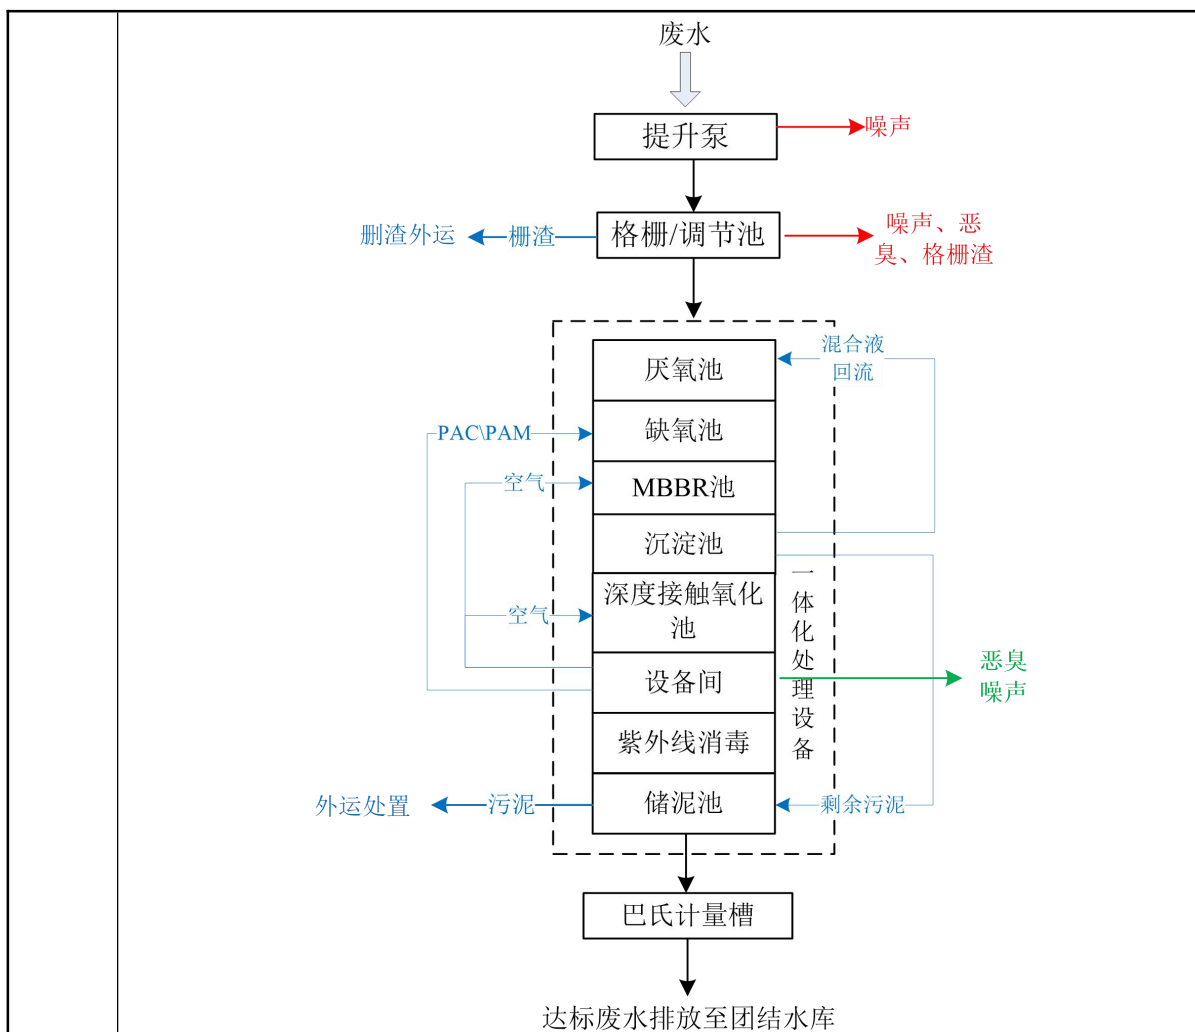 废水
提升泵
噪声
删渣外运
栅渣
格栅/调节池
噪声、恶
臭、格栅渣
厌氧池
混合液
回流
PAC\PAM
缺氧池
空气
MBBR池
沉淀池
空气
深度接触氧化
池
一体化处理设备
设备间
恶臭
噪声
紫外线消毒
外运处置
污泥
储泥池
剩余污泥
巴氏计量槽
达标废水排放至团结水库